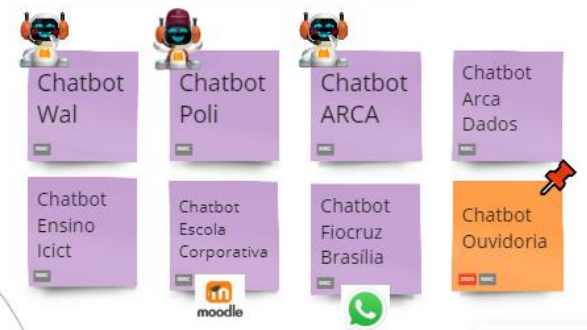 Chatbot
Wal
Chatbot
Poli
Chatbot
ARCA
Chatbot
Arca
Dados
Chatbot
Ensino
Icict
Chatbot
Escola
Corporativa
moodle
Chatbot
Fiocruz
Brasília
Chatbot
Ouvidoria